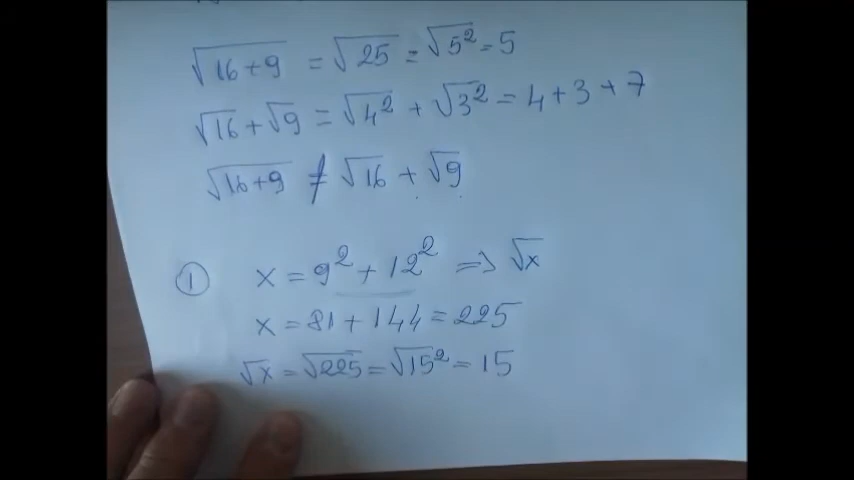 √16+9 = √25 = √5² = 5
√16 + √9 = √4² + √3² = 4 + 3 + 7
√16+9 ≠ √16 + √9
① x = 9² + 12² => √x
x = 81 + 144 = 225
√x = √225 = √15² = 15